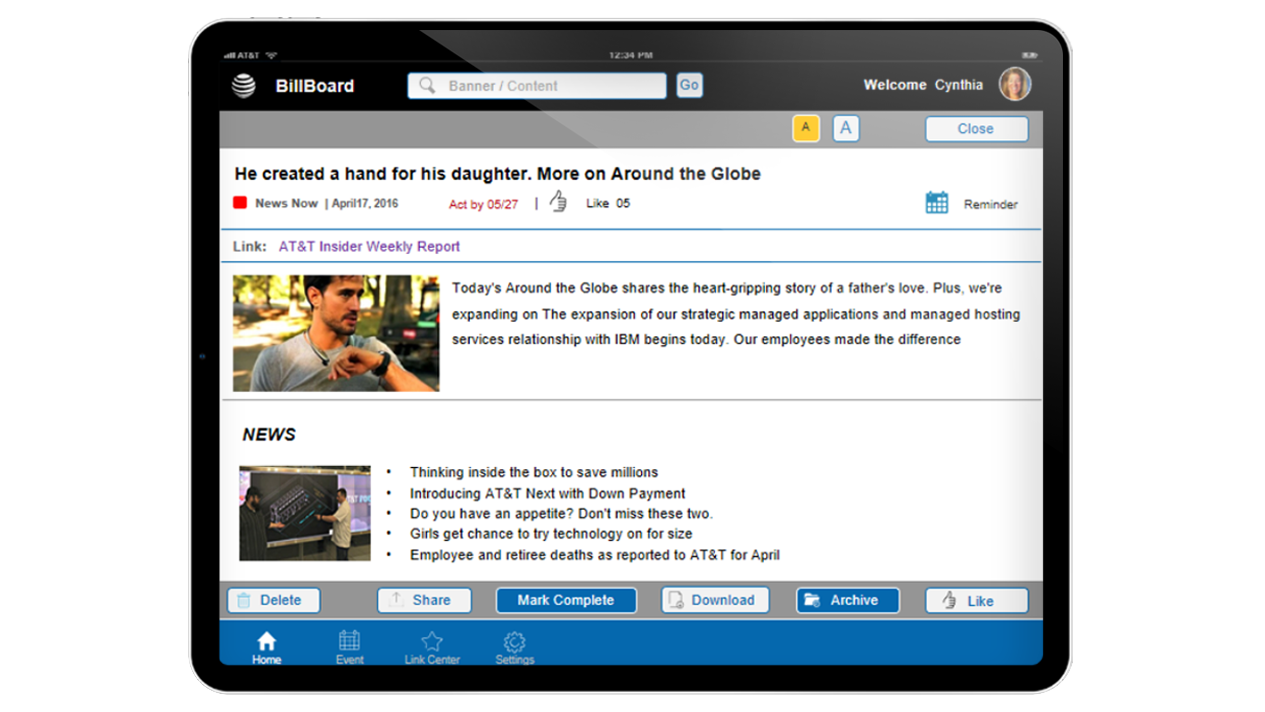 AT&T
12:34 PM
BillBoard
Banner / Content
Go
Welcome Cynthia
A
A
Close
He created a hand for his daughter. More on Around the Globe
News Now | April17, 2016
Act by 05/27 |
Like 05
Reminder
Link: AT&T Insider Weekly Report
Today's Around the Globe shares the heart-gripping story of a father's love. Plus, we're
expanding on The expansion of our strategic managed applications and managed hosting
services relationship with IBM begins today. Our employees made the difference
NEWS
• Thinking inside the box to save millions
• Introducing AT&T Next with Down Payment
• Do you have an appetite? Don't miss these two.
• Girls get chance to try technology on for size
• Employee and retiree deaths as reported to AT&T for April
Delete
Share
Mark Complete
Download
Archive
Like
Home
Event
Link Center
Settings